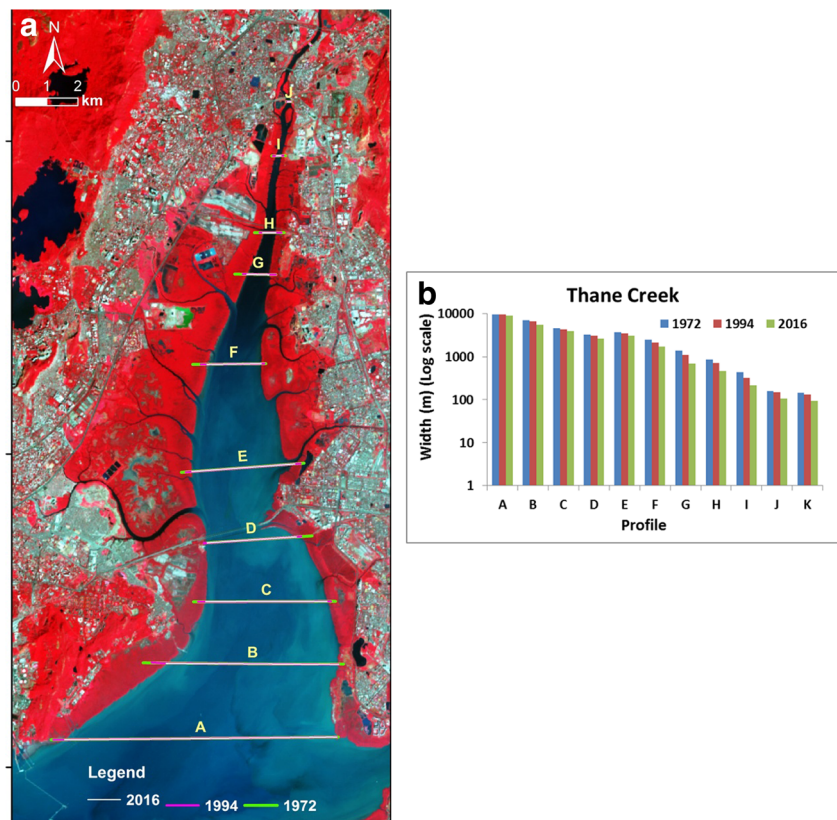 a
N
0 1 2
km
J
I
H
G
F
E
D
C
B
A
Legend
2016 1994 1972
b
Thane Creek
1972 1994 2016
Width (m) (Log scale)
10000
1000
100
10
1
A B C D E F G H I J K
Profile